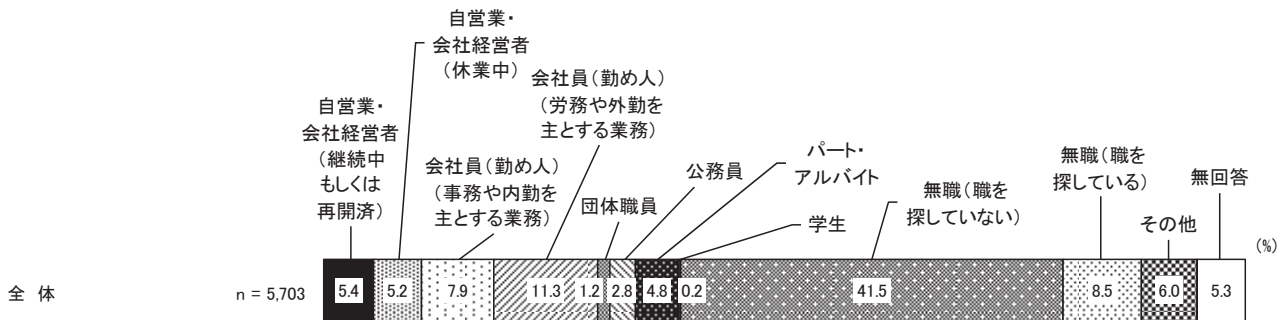 自営業・
会社経営者
（休業中）
自営業・
会社経営者
（継続中
もしくは
再開済）
会社員（勤め人）
（事務や内勤を
主とする業務）
会社員（勤め人）
（労務や外勤を
主とする業務）
団体職員
公務員
パート・
アルバイト
学生
無職（職を
探していない）
無職（職を
探している）
その他
無回答
(%)
全 体 n = 5,703 5.4 5.2 7.9 11.3 1.2 2.8 4.8 0.2 41.5 8.5 6.0 5.3